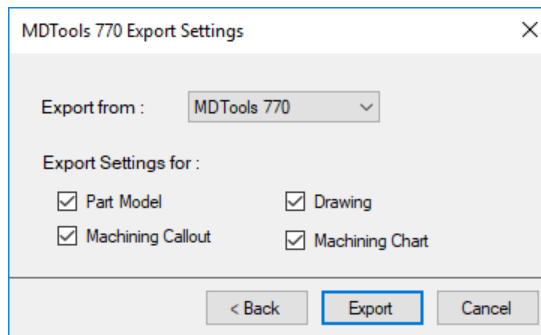 MDTools 770 Export Settings
Export from : MDTools 770
Export Settings for :
Part Model Drawing
Machining Callout Machining Chart
< Back Export Cancel